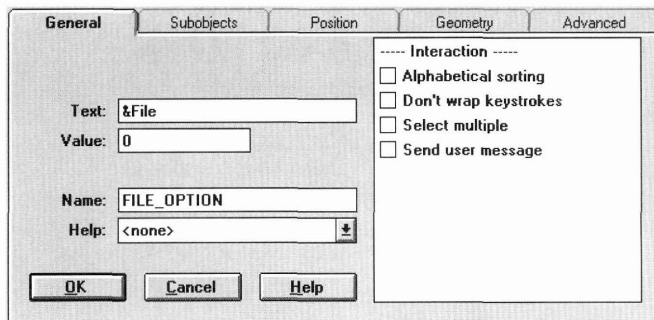 General Subobjects Position Geometry Advanced
Text: &File
Value: 0
Name: FILE_OPTION
Help: <none>
OK Cancel Help
----- Interaction -----
Alphabetical sorting
Don't wrap keystrokes
Select multiple
Send user message